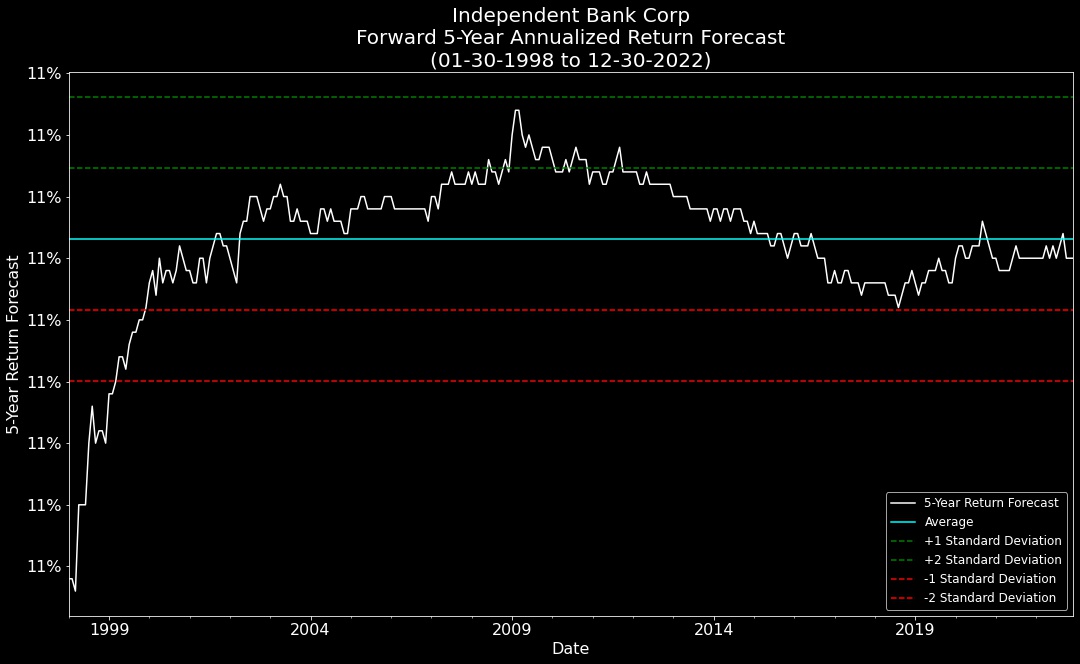 Independent Bank Corp
Forward 5-Year Annualized Return Forecast
(01-30-1998 to 12-30-2022)
11%
11%
11%
11%
11%
11%
11%
11%
11%
5-Year Return Forecast
1999
2004
2009
2014
2019
Date
5-Year Return Forecast
Average
+1 Standard Deviation
+2 Standard Deviation
-1 Standard Deviation
-2 Standard Deviation